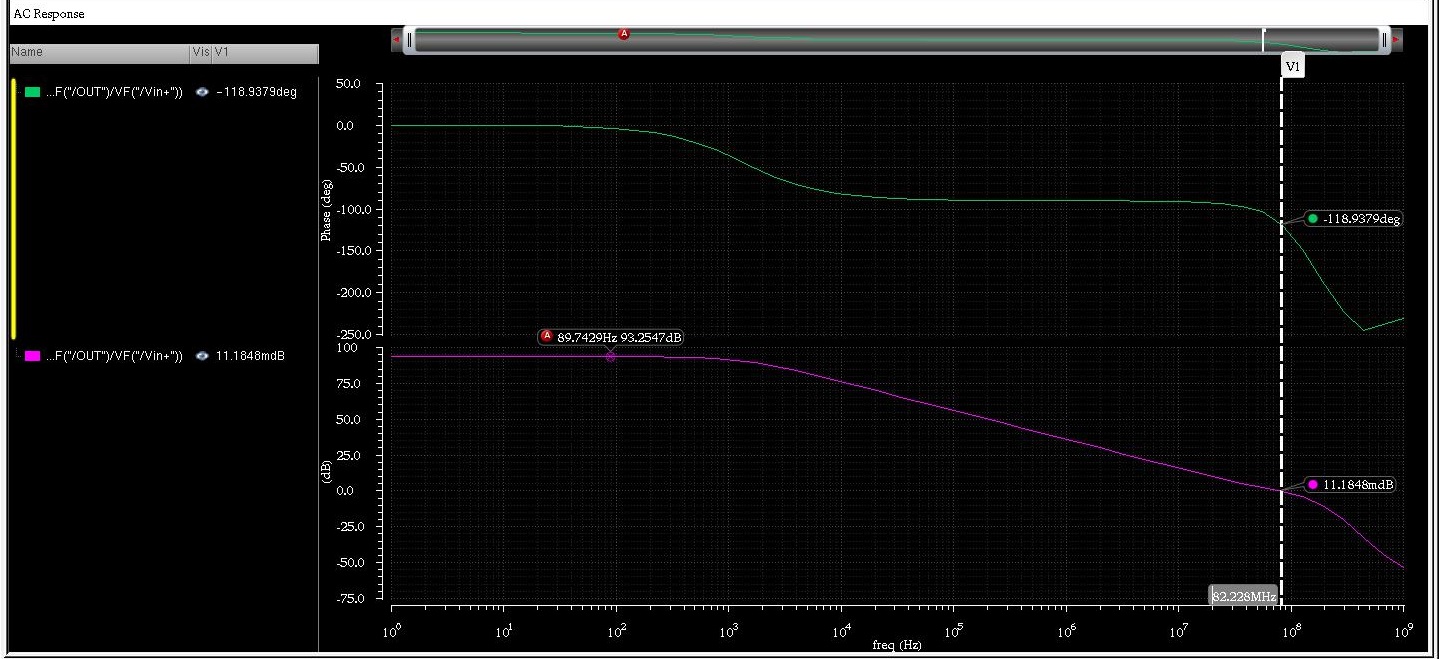 AC Response
Name Vis V1
...F("/OUT")/VF("/Vin+")) -118.9379deg
...F("/OUT")/VF("/Vin+")) 11.1848mdB
A
V1
50.0
0.0
-50.0
-100.0
-150.0
-200.0
-250.0
Phase (deg)
-118.9379deg
A 89.7429Hz 93.2547dB
100
75.0
50.0
25.0
0.0
-25.0
-50.0
-75.0
(dB)
11.1848mdB
82.228MHz
10⁰ 10¹ 10² 10³ 10⁴ 10⁵ 10⁶ 10⁷ 10⁸ 10⁹
freq (Hz)